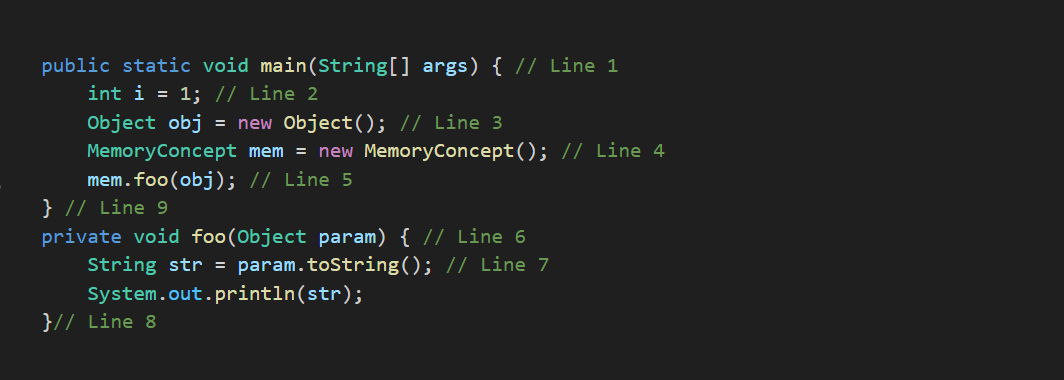 public static void main(String[] args) { // Line 1
    int i = 1; // Line 2
    Object obj = new Object(); // Line 3
    MemoryConcept mem = new MemoryConcept(); // Line 4
    mem.foo(obj); // Line 5
} // Line 9
private void foo(Object param) { // Line 6
    String str = param.toString(); // Line 7
    System.out.println(str);
}// Line 8